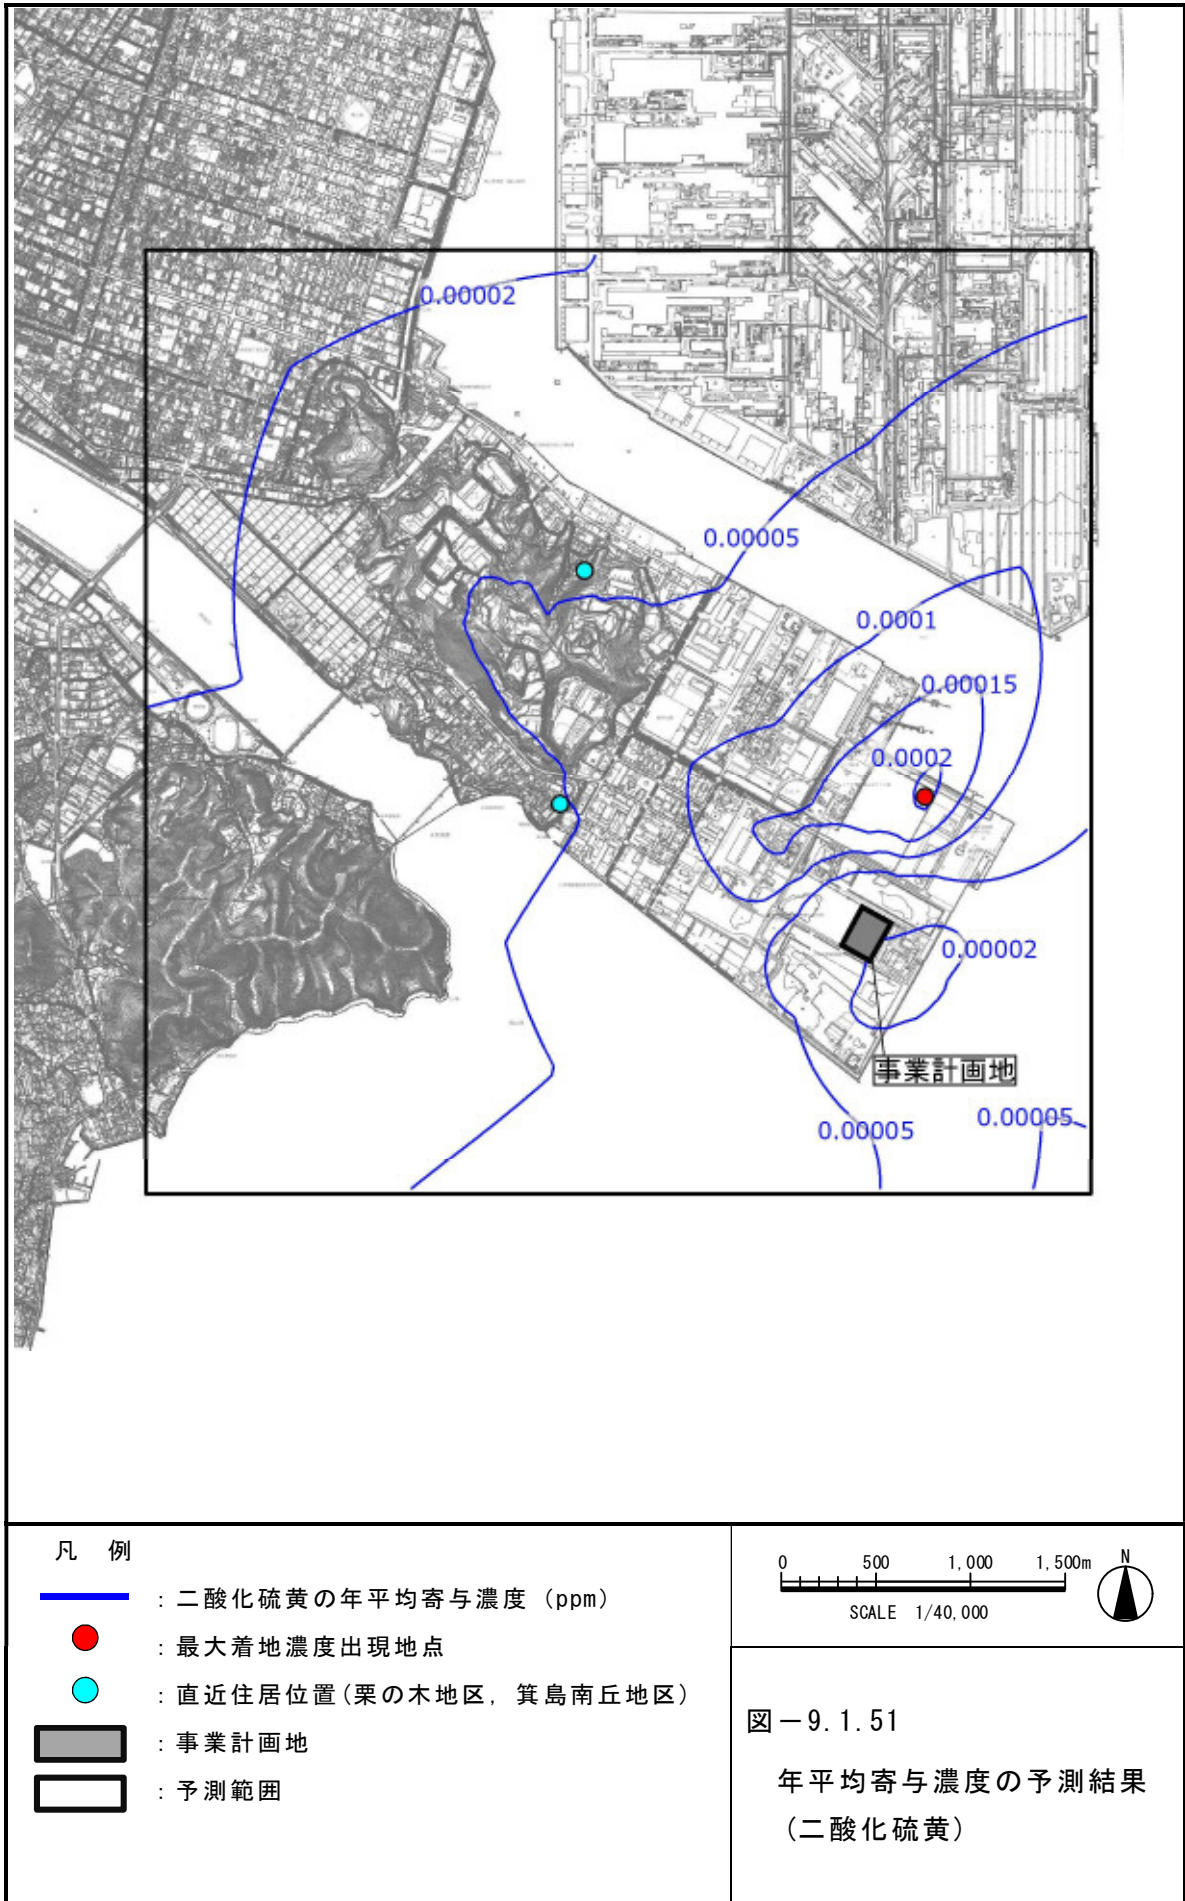 0.00002
0.00005
0.0001
0.00015
0.0002
0.00002
事業計画地
0.00005
0.00005
凡 例
：二酸化硫黄の年平均寄与濃度 (ppm)
：最大着地濃度出現地点
：直近住居位置(栗の木地区, 箕島南丘地区)
：事業計画地
：予測範囲
0 500 1,000 1,500m
N
SCALE 1/40,000
図－9.1.51
年平均寄与濃度の予測結果
(二酸化硫黄)